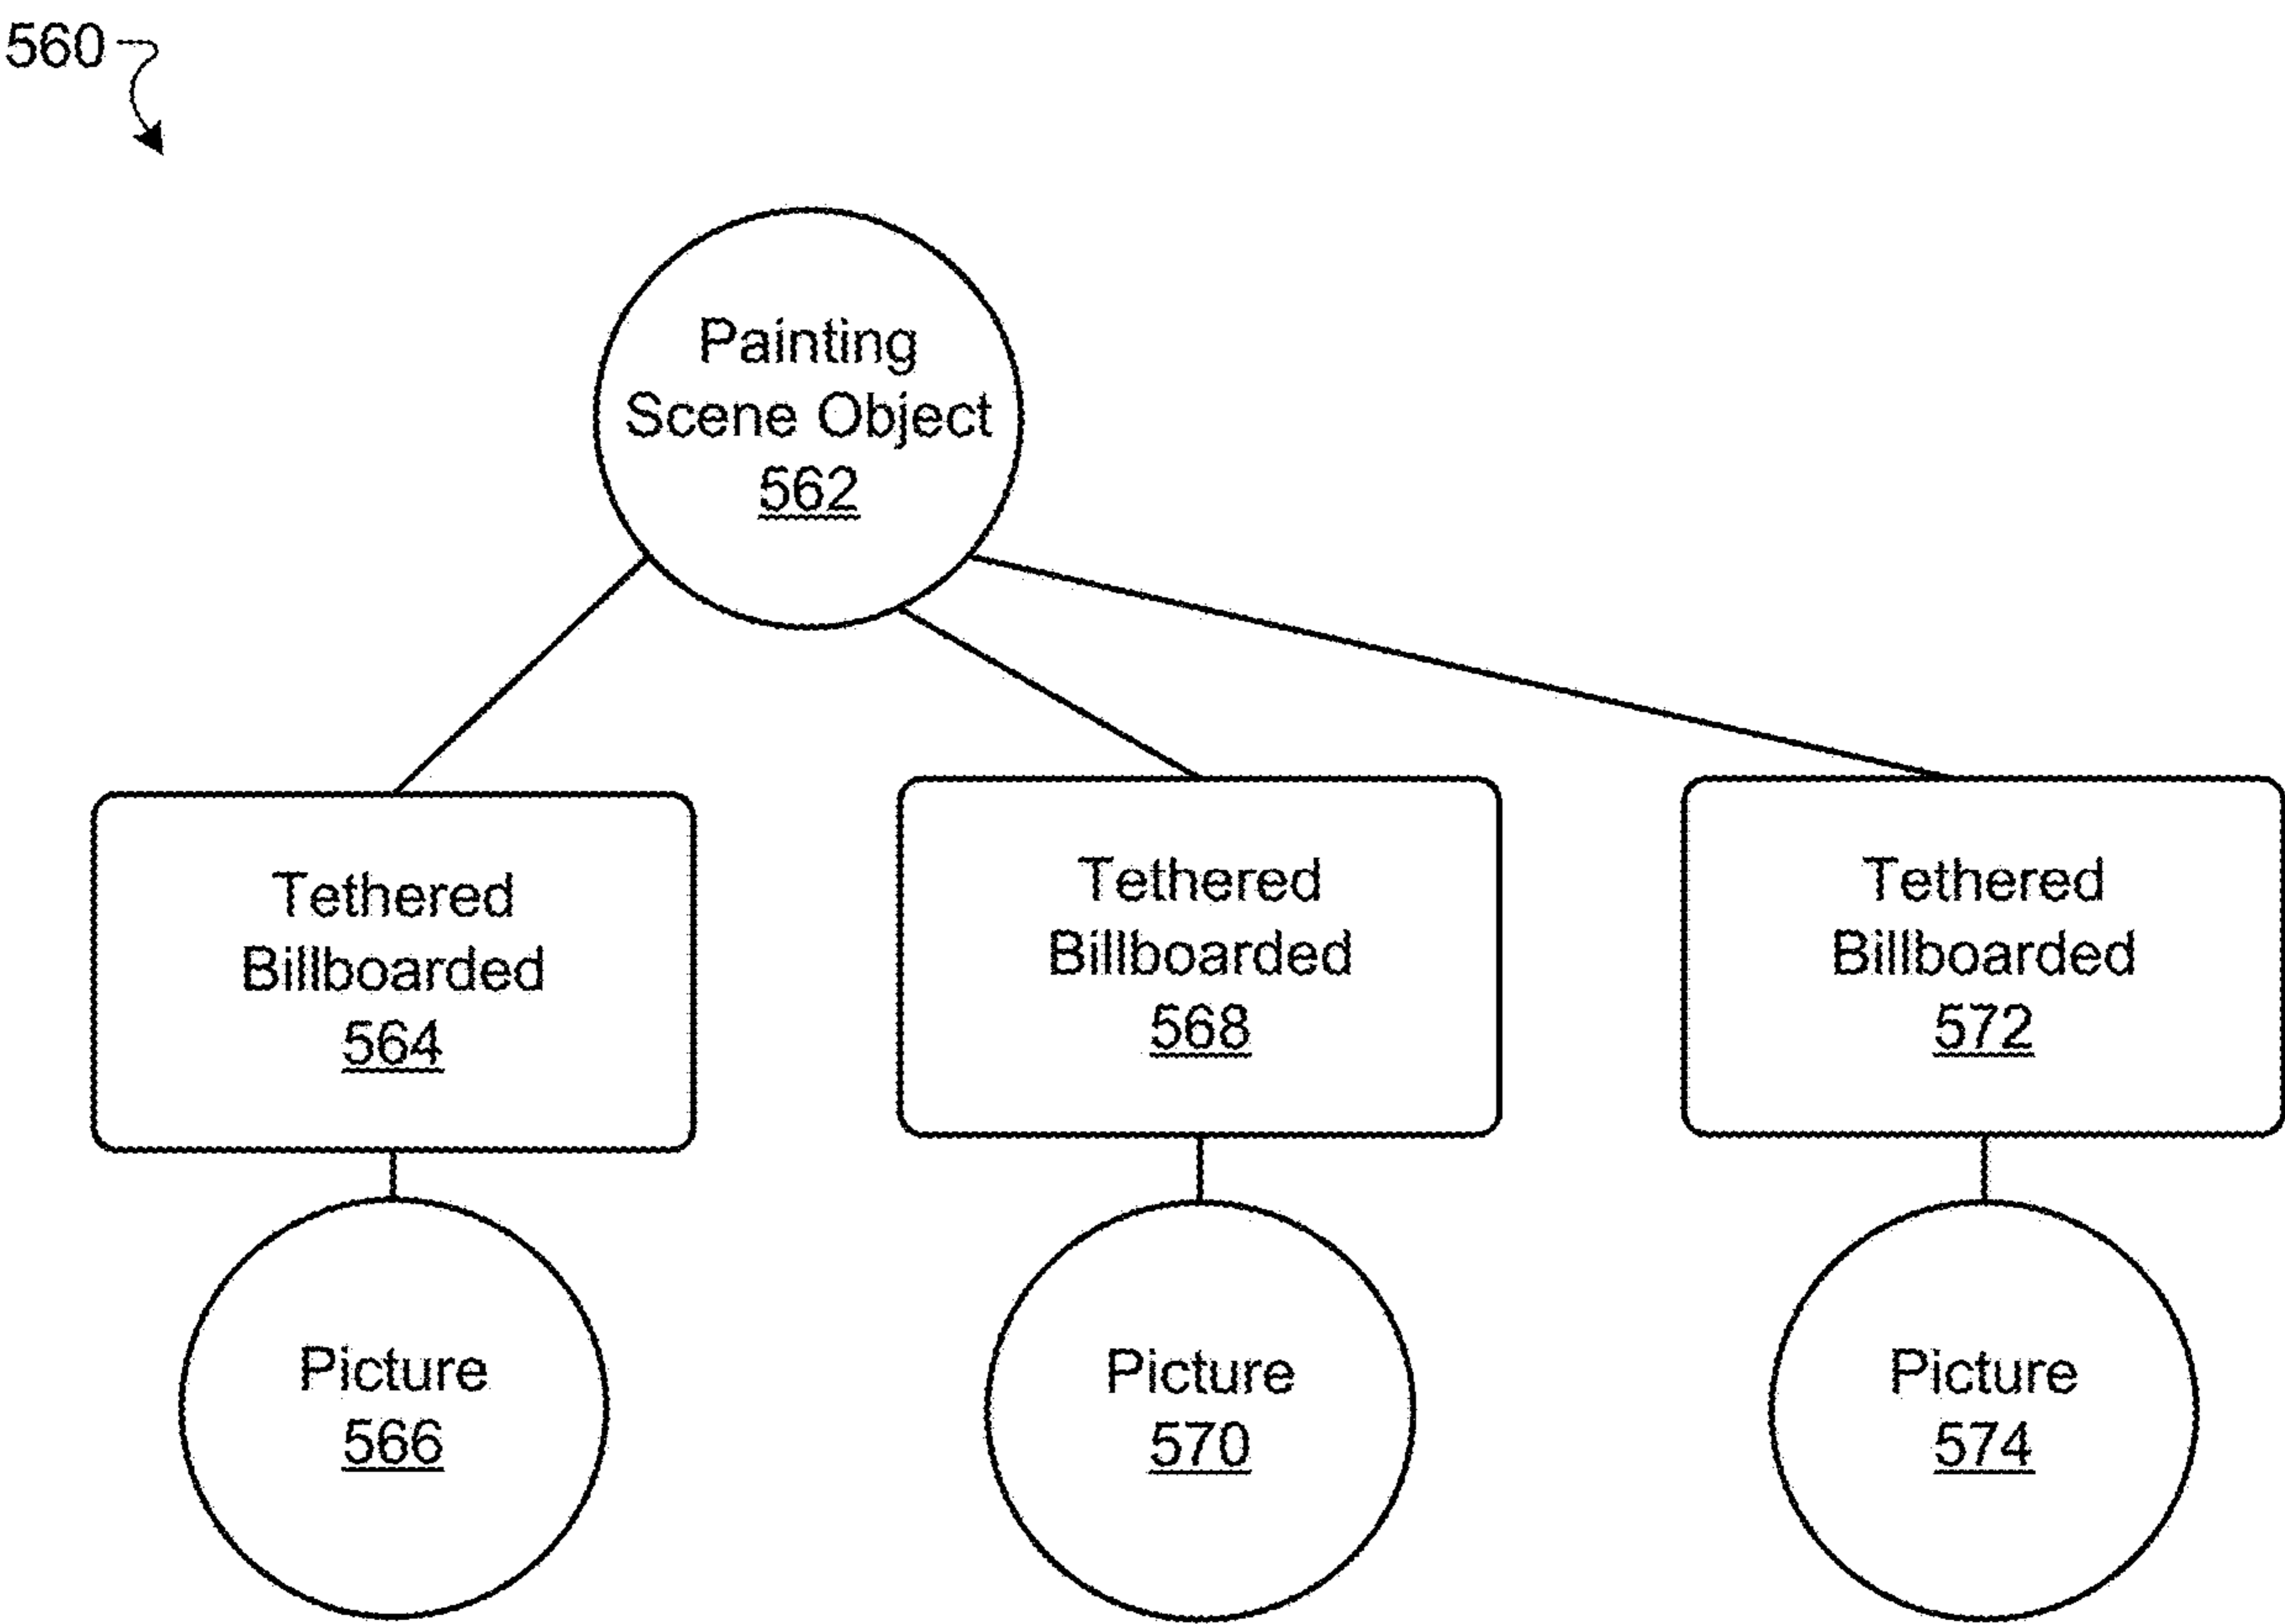 560
Painting
Scene Object
562
Tethered
Billboarded
564
Tethered
Billboarded
568
Tethered
Billboarded
572
Picture
566
Picture
570
Picture
574